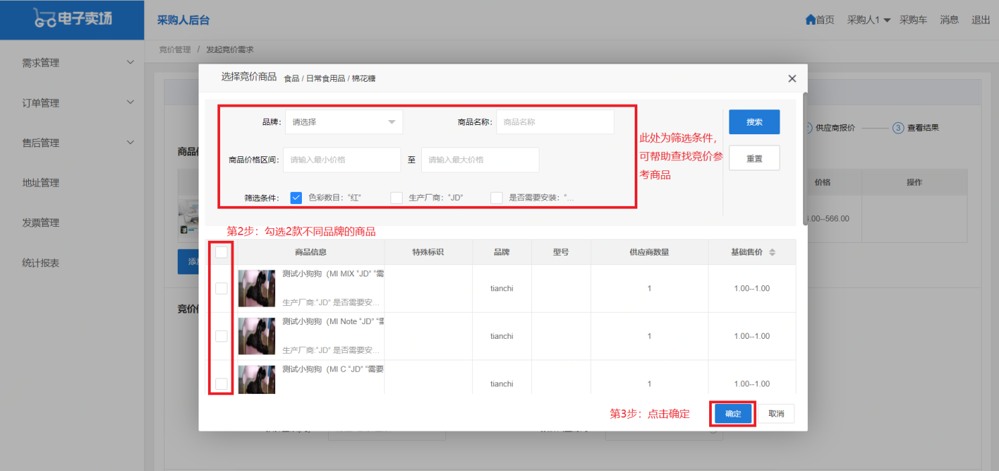 电子卖场
采购人后台
首页 采购人1 采购车 消息 退出
需求管理
订单管理
售后管理
地址管理
发票管理
统计报表
竞价管理 / 发起竞价需求
选择竞价商品 食品 / 日常食用品 / 棉花糖
品牌: 请选择 商品名称: 商品名称
商品价格区间: 请输入最小价格 至 请输入最大价格
筛选条件: 色彩数目: “红” 生产厂商: “JD” 是否需要安装: “...
搜索
重置
此处为筛选条件,
可帮助查找竞价参
考商品
供应商报价 3 查看结果
价格 操作
.00--566.00
第2步: 勾选2款不同品牌的商品
商品信息 特殊标识 品牌 型号 供应商数量 基础售价
测试小狗狗 (MI MIX “JD” “需
生产厂商:“JD” 是否需要安...
tianchi 1 1.00--1.00
测试小狗狗 (MI Note “JD” “需
生产厂商:“JD” 是否需要安...
tianchi 1 1.00--1.00
测试小狗狗 (MI C “JD” “需要
tianchi 1 1.00--1.00
第3步: 点击确定
确定 取消